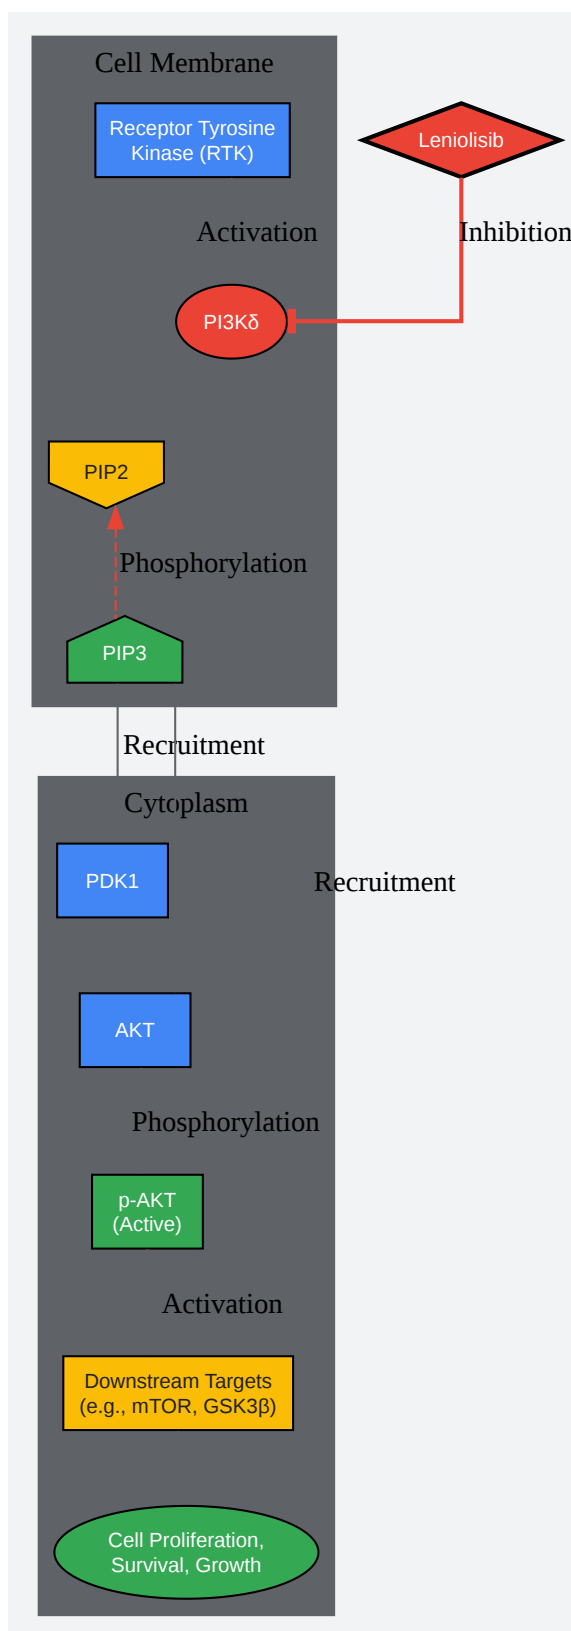 Cell Membrane
Receptor Tyrosine
Kinase (RTK)
Leniolisib
Activation
Inhibition
PI3Kδ
PIP2
Phosphorylation
PIP3
Recruitment
Cytoplasm
PDK1
Recruitment
AKT
Phosphorylation
p-AKT
(Active)
Activation
Downstream Targets
(e.g., mTOR, GSK3β)
Cell Proliferation,
Survival, Growth